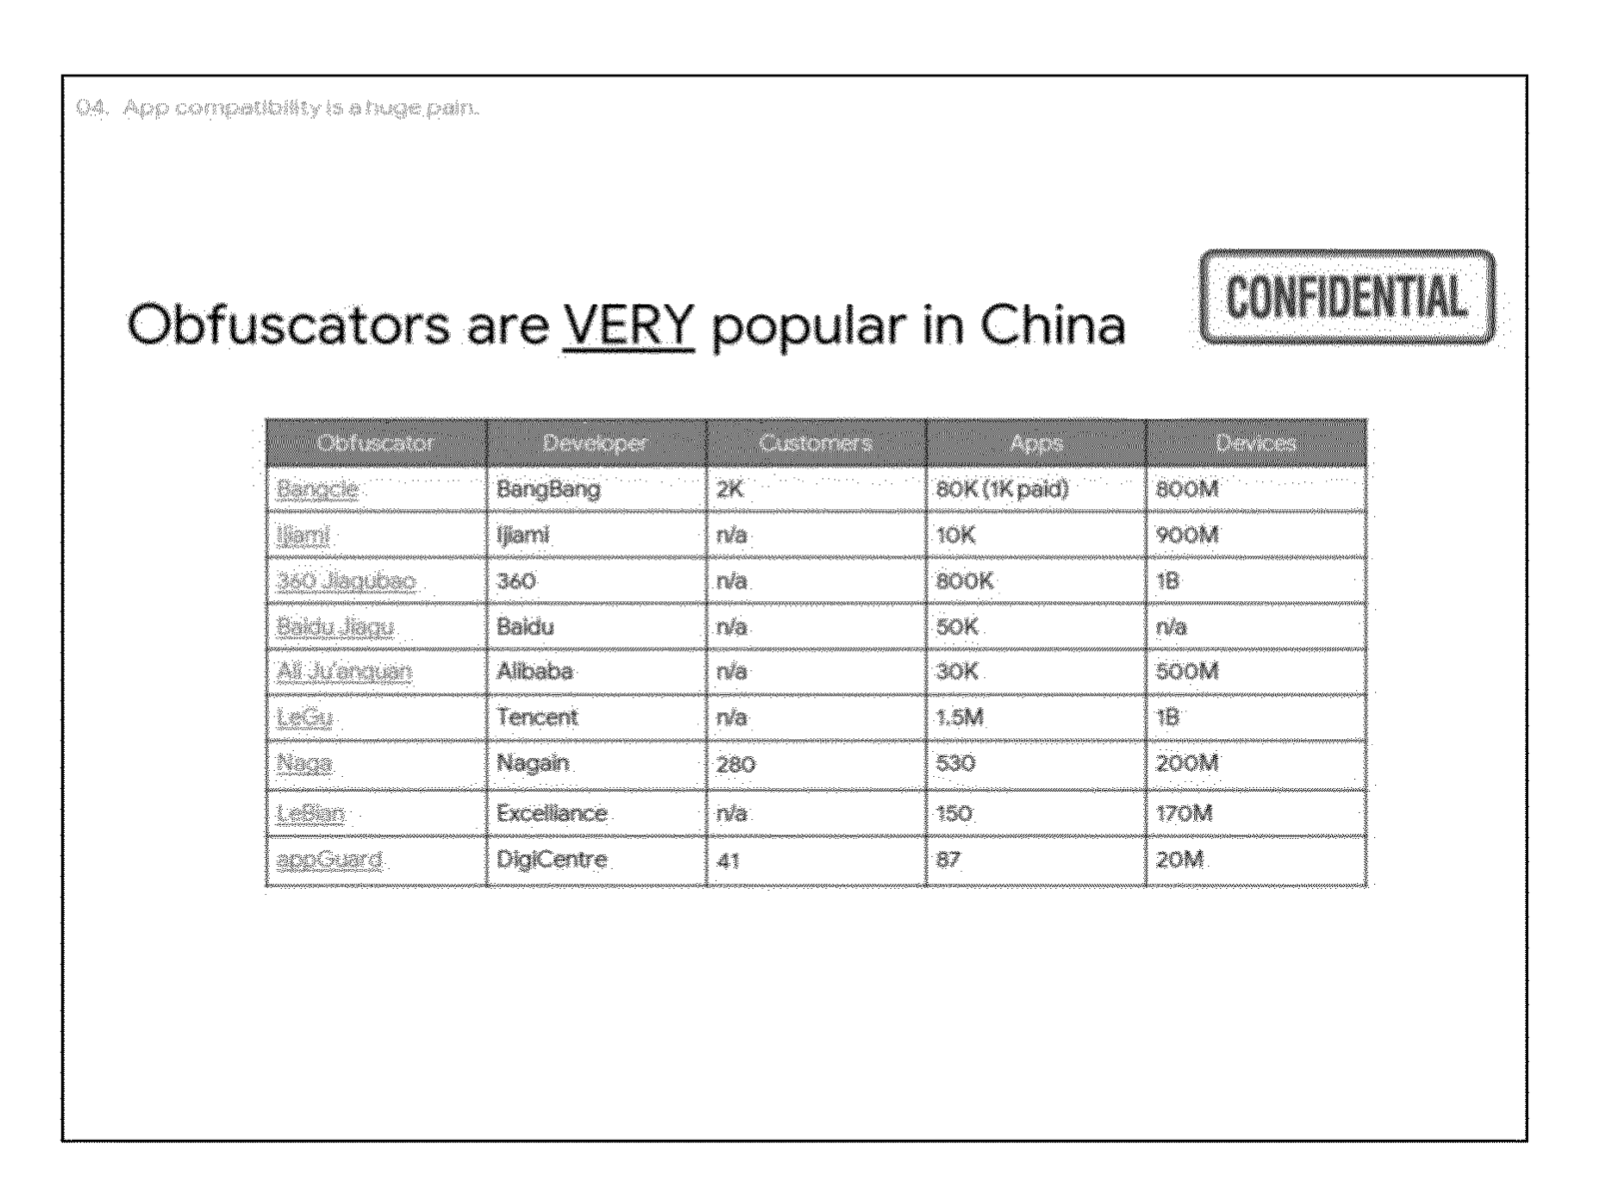 04. App compatibility is a huge pain.
CONFIDENTIAL
Obfuscators are VERY popular in China
Obfuscator Developer Customers Apps Devices
Bangcle BangBang 2K 80K (1K paid) 800M
Ijiami Ijiami n/a 10K 900M
360 Jiagubao 360 n/a 800K 1B
Baidu Jiagu Baidu n/a 50K n/a
Ali Ju'anquan Alibaba n/a 30K 500M
LeGu Tencent n/a 1.5M 1B
Naga Nagain 280 530 200M
LeBian Excelliance n/a 150 170M
appGuard DigiCentre 41 87 20M